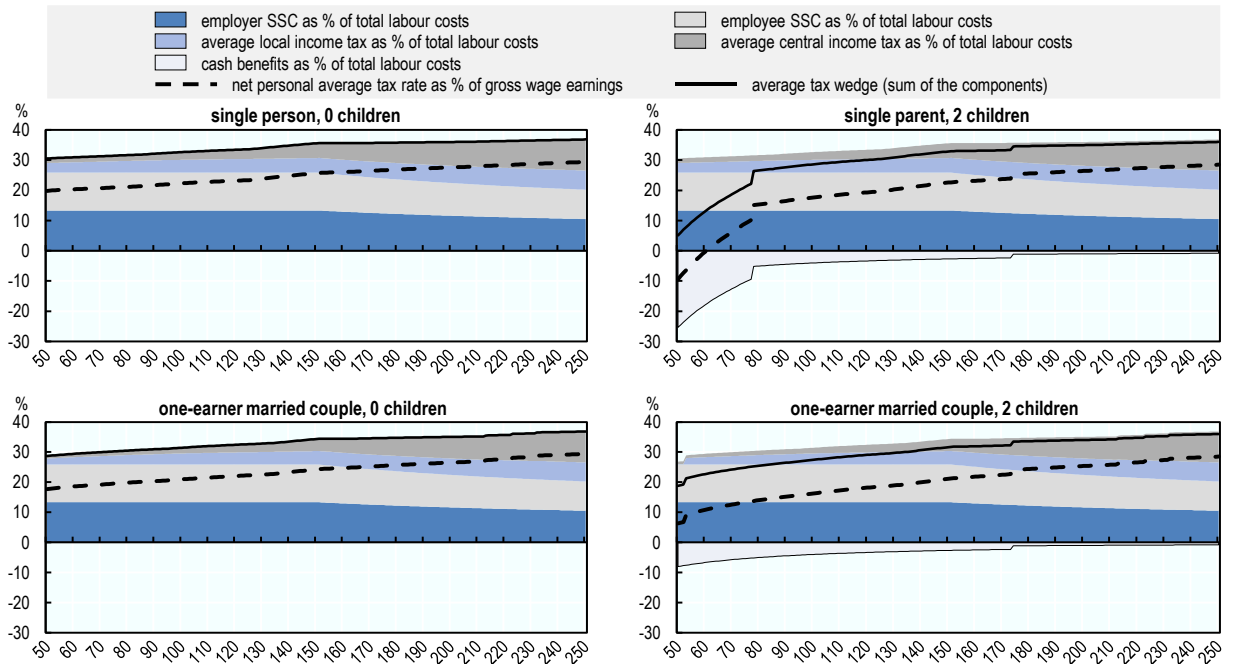 employer SSC as % of total labour costs
employee SSC as % of total labour costs
average local income tax as % of total labour costs
average central income tax as % of total labour costs
cash benefits as % of total labour costs
net personal average tax rate as % of gross wage earnings
average tax wedge (sum of the components)
%
single person, 0 children
40
30
20
10
0
-10
-20
-30
50 60 70 80 90 100 110 120 130 140 150 160 170 180 190 200 210 220 230 240 250
%
single parent, 2 children
40
30
20
10
0
-10
-20
-30
50 60 70 80 90 100 110 120 130 140 150 160 170 180 190 200 210 220 230 240 250
%
one-earner married couple, 0 children
40
30
20
10
0
-10
-20
-30
50 60 70 80 90 100 110 120 130 140 150 160 170 180 190 200 210 220 230 240 250
%
one-earner married couple, 2 children
40
30
20
10
0
-10
-20
-30
50 60 70 80 90 100 110 120 130 140 150 160 170 180 190 200 210 220 230 240 250